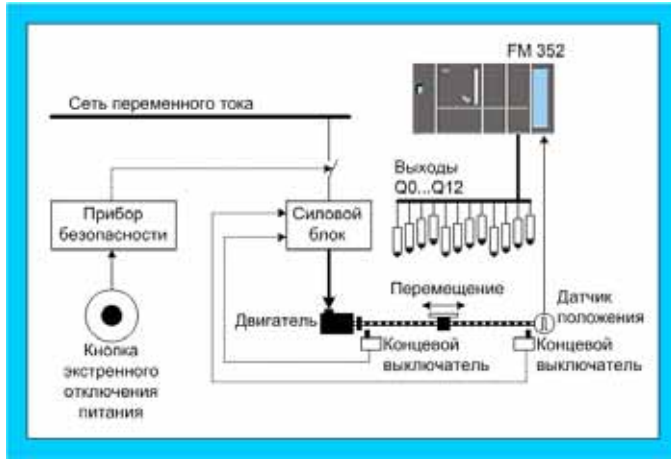 FM 352
Сеть переменного тока
Выходы
Q0...Q12
Прибор
безопасности
Силовой
блок
Перемещение
Датчик
положения
Двигатель
Концевой
выключатель
Концевой
выключатель
Кнопка
экстренного
отключения
питания